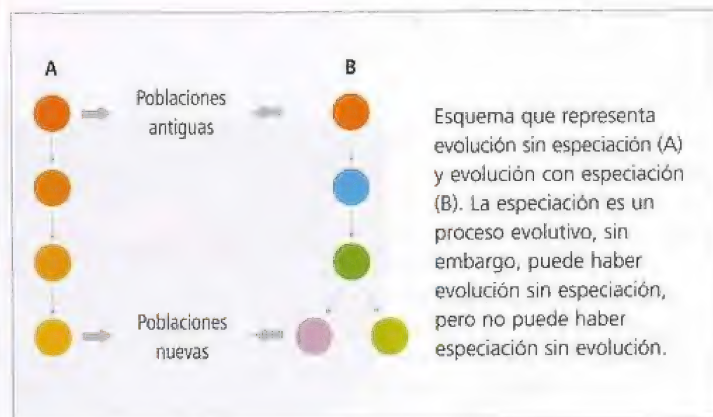 A
B
Poblaciones
antiguas
Esquema que representa
evolución sin especiación (A)
y evolución con especiación
(B). La especiación es un
proceso evolutivo, sin
embargo, puede haber
evolución sin especiación,
pero no puede haber
especiación sin evolución.
Poblaciones
nuevas